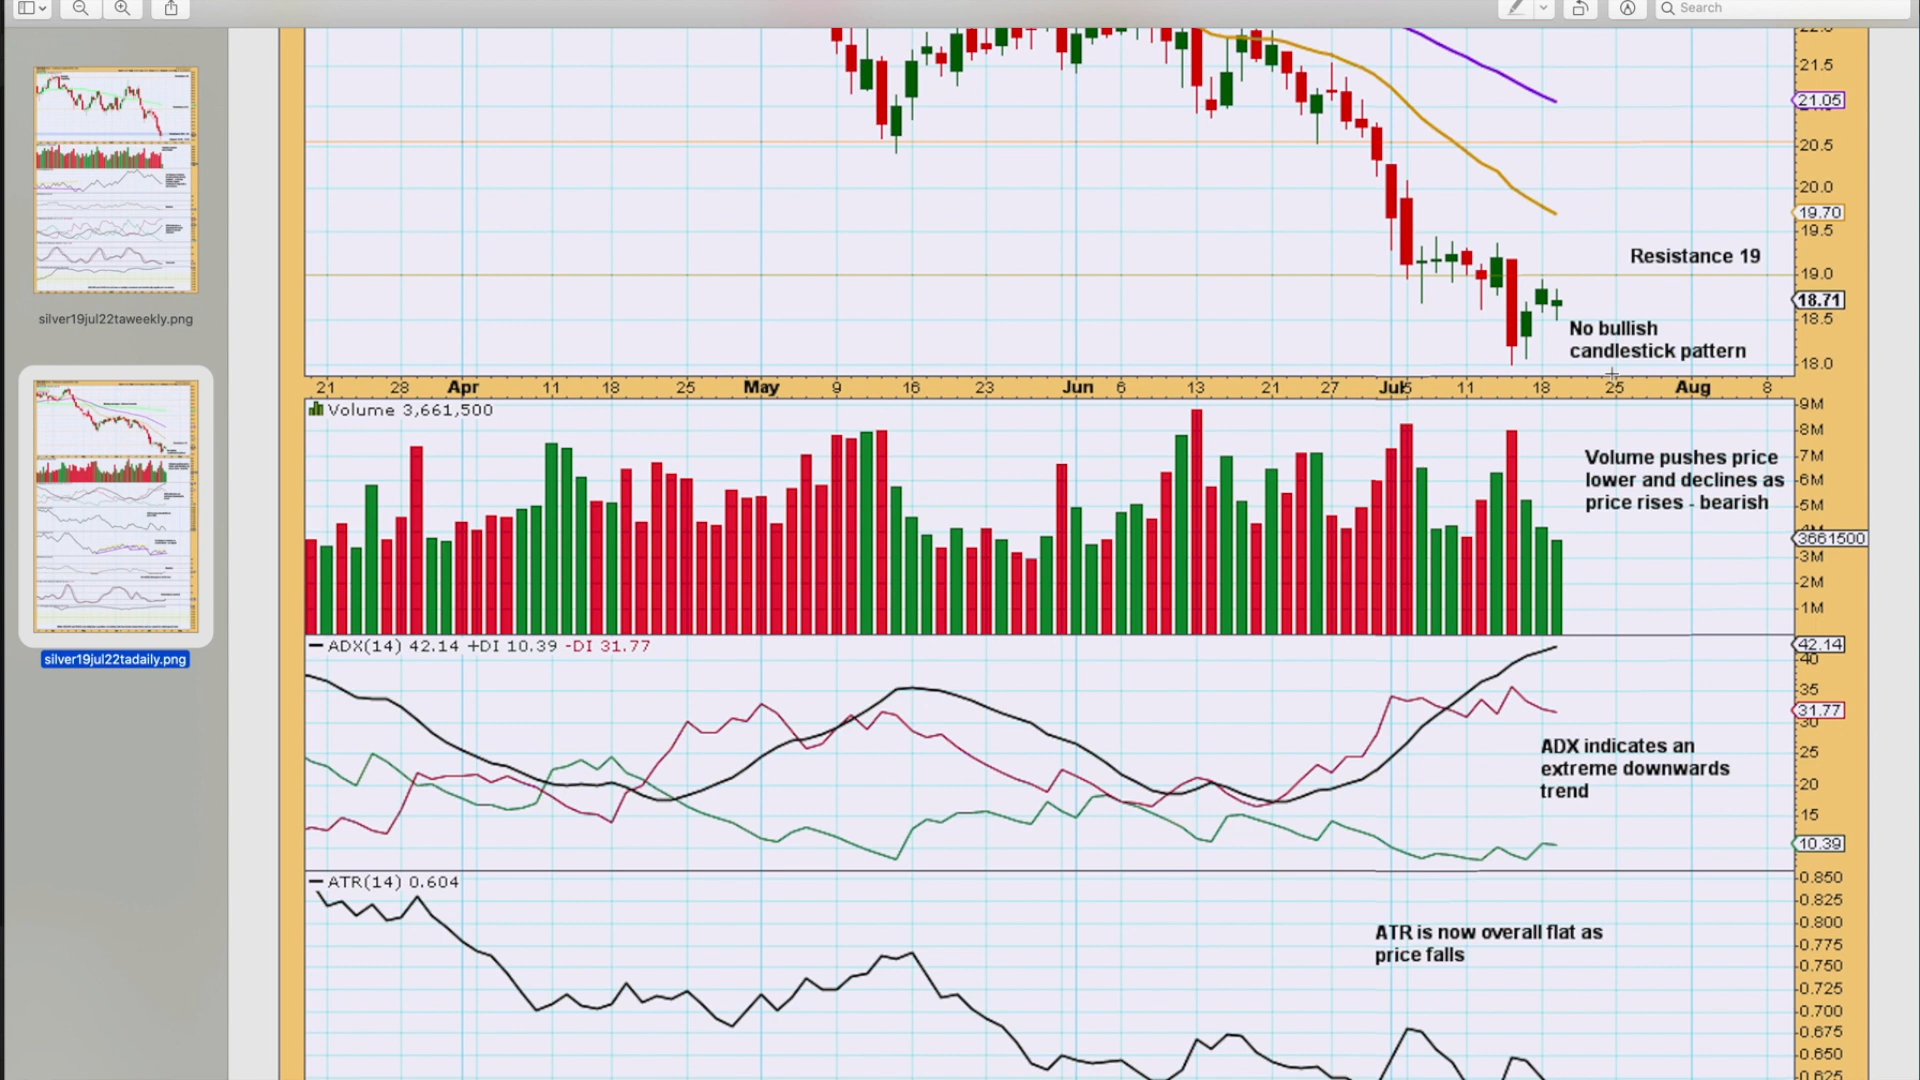 Search
silver19jul22taweekly.png
silver19jul22tadaily.png
21.5
21.05
20.5
20.0
19.70
19.5
Resistance 19
19.0
18.71
18.5
No bullish
candlestick pattern
18.0
21 28 Apr 11 18 25 May 9 16 23 Jun 6 13 21 27 Jul 5 11 18 25 Aug 8
Volume 3,661,500
9M
8M
7M
6M
5M
4M
3661500
3M
2M
1M
Volume pushes price
lower and declines as
price rises - bearish
ADX(14) 42.14 +DI 10.39 -DI 31.77
42.14
40
35
31.77
30
25
20
15
10.39
ADX indicates an
extreme downwards
trend
ATR(14) 0.604
0.850
0.825
0.800
0.775
0.750
0.725
0.700
0.675
0.650
0.625
ATR is now overall flat as
price falls